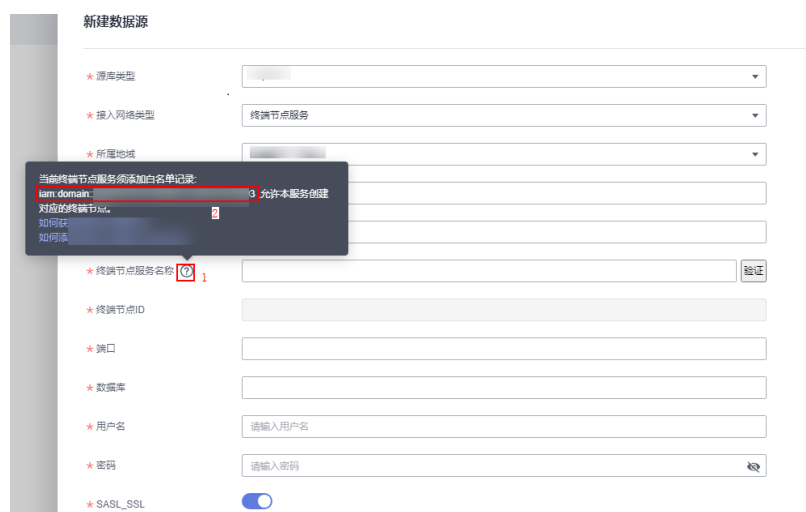 新建数据源
* 源库类型
* 接入网络类型 终端节点服务
* 所属地域
当前终端节点服务须添加白名单记录:
iam:domain:: 3 允许本服务创建
对应的终端节点。
2
如何获
如何添
* 终端节点服务名称 ? 验证
1
* 终端节点ID
* 端口
* 数据库
* 用户名 请输入用户名
* 密码 请输入密码
* SASL_SSL